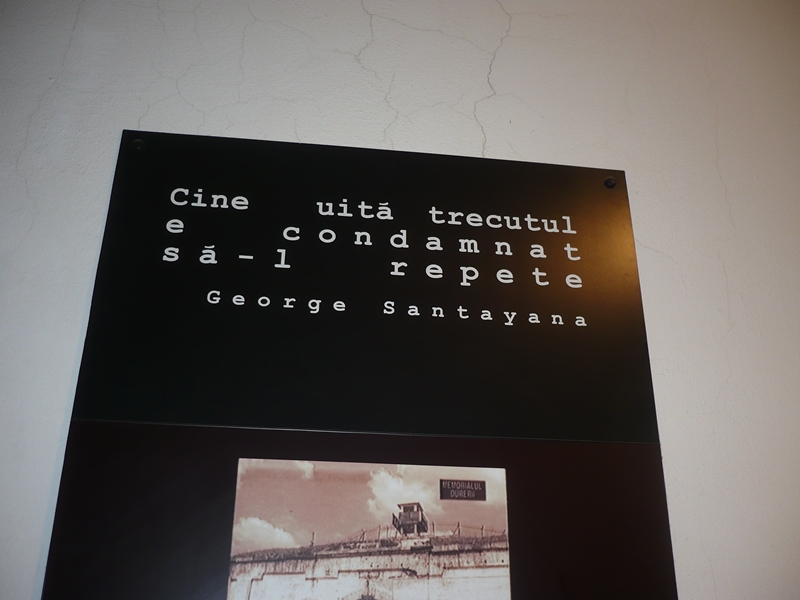 Cine uită trecutul
e condamnat
să-l repete
George Santayana
MEMORIALUL
DURERII